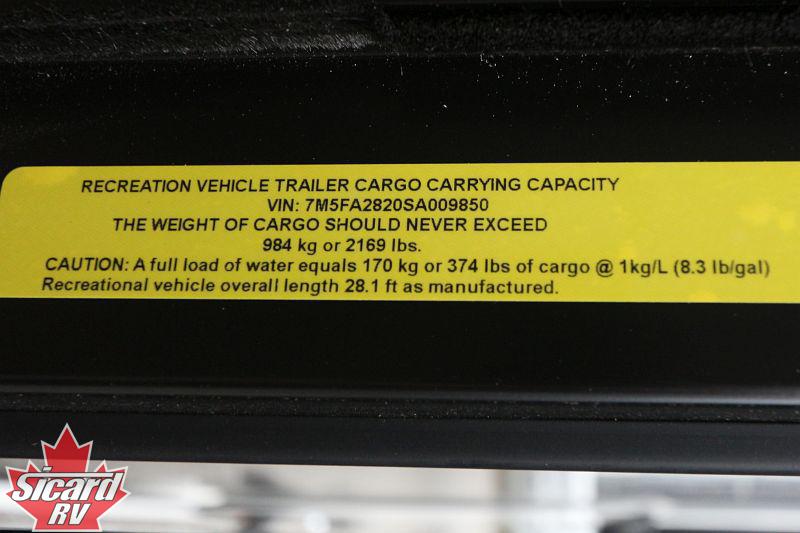 RECREATION VEHICLE TRAILER CARGO CARRYING CAPACITY
VIN: 7M5FA2820SA009850
THE WEIGHT OF CARGO SHOULD NEVER EXCEED
984 kg or 2169 lbs.
CAUTION: A full load of water equals 170 kg or 374 lbs of cargo @ 1kg/L (8.3 lb/gal)
Recreational vehicle overall length 28.1 ft as manufactured.
Sicard
RV